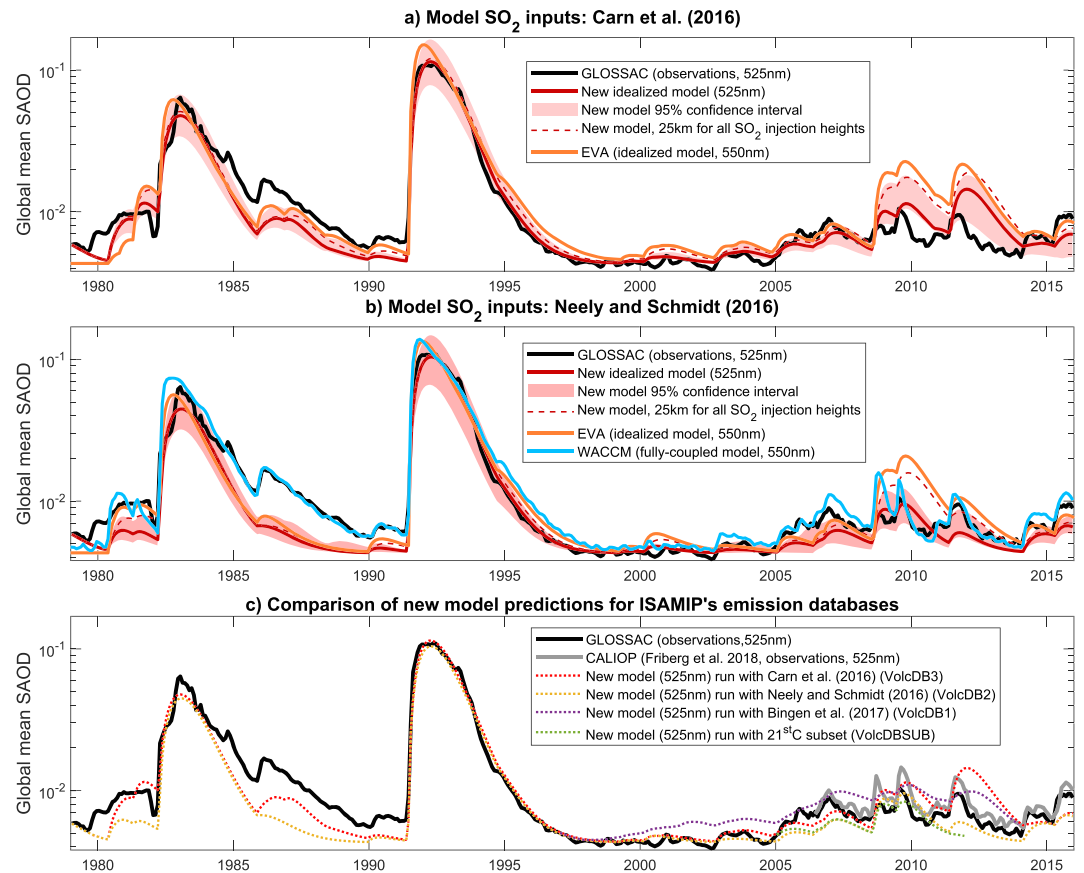 a) Model SO2 inputs: Carn et al. (2016)
Global mean SAOD
10-1
10-2
GLOSSAC (observations, 525nm)
New idealized model (525nm)
New model 95% confidence interval
New model, 25km for all SO2 injection heights
EVA (idealized model, 550nm)
1980 1985 1990 1995 2000 2005 2010 2015
b) Model SO2 inputs: Neely and Schmidt (2016)
Global mean SAOD
10-1
10-2
GLOSSAC (observations, 525nm)
New idealized model (525nm)
New model 95% confidence interval
New model, 25km for all SO2 injection heights
EVA (idealized model, 550nm)
WACCM (fully-coupled model, 550nm)
1980 1985 1990 1995 2000 2005 2010 2015
c) Comparison of new model predictions for ISAMIP's emission databases
Global mean SAOD
10-1
10-2
GLOSSAC (observations,525nm)
CALIOP (Friberg et al. 2018, observations, 525nm)
New model (525nm) run with Carn et al. (2016) (VolcDB3)
New model (525nm) run with Neely and Schmidt (2016) (VolcDB2)
New model (525nm) run with Bingen et al. (2017) (VolcDB1)
New model (525nm) run with 21stC subset (VolcDBSUB)
1980 1985 1990 1995 2000 2005 2010 2015